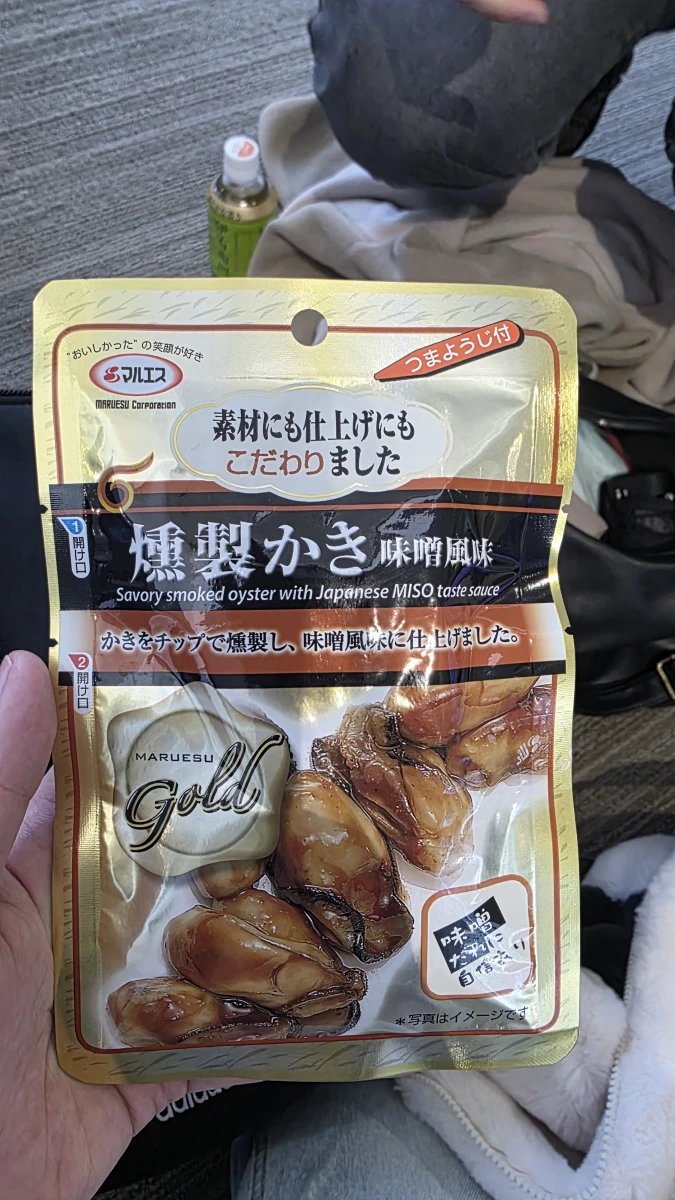 "おいしかった"の笑顔が好き
マルエス
MARUESU Corporation
つまようじ付
素材にも仕上げにも
こだわりました
1 開け口
燻製かき 味噌風味
Savory smoked oyster with Japanese MISO taste sauce
かきをチップで燻製し、味噌風味に仕上げました。
2 開け口
MARUESU
Gold
味噌
だれに
自信あり
*写真はイメージです
adidas